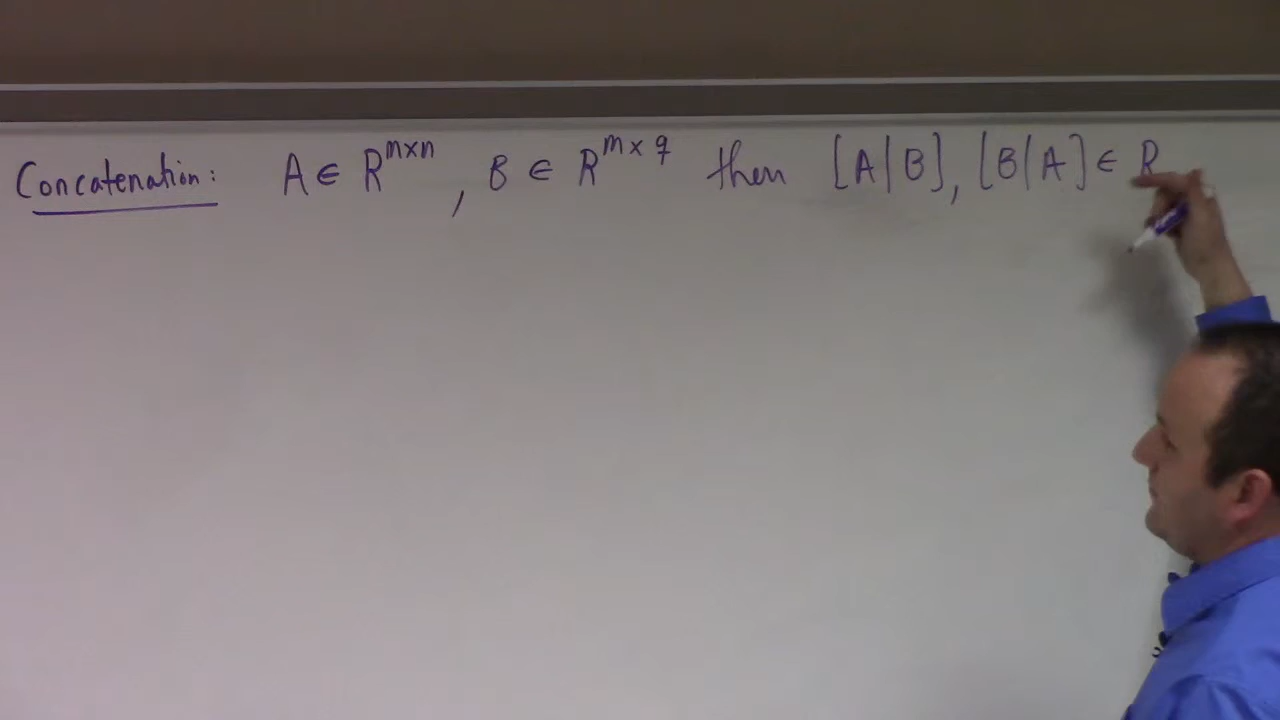 Concatenation: A ∈ R^{m×n}, B ∈ R^{m×q} then [A|B], [B|A] ∈ R